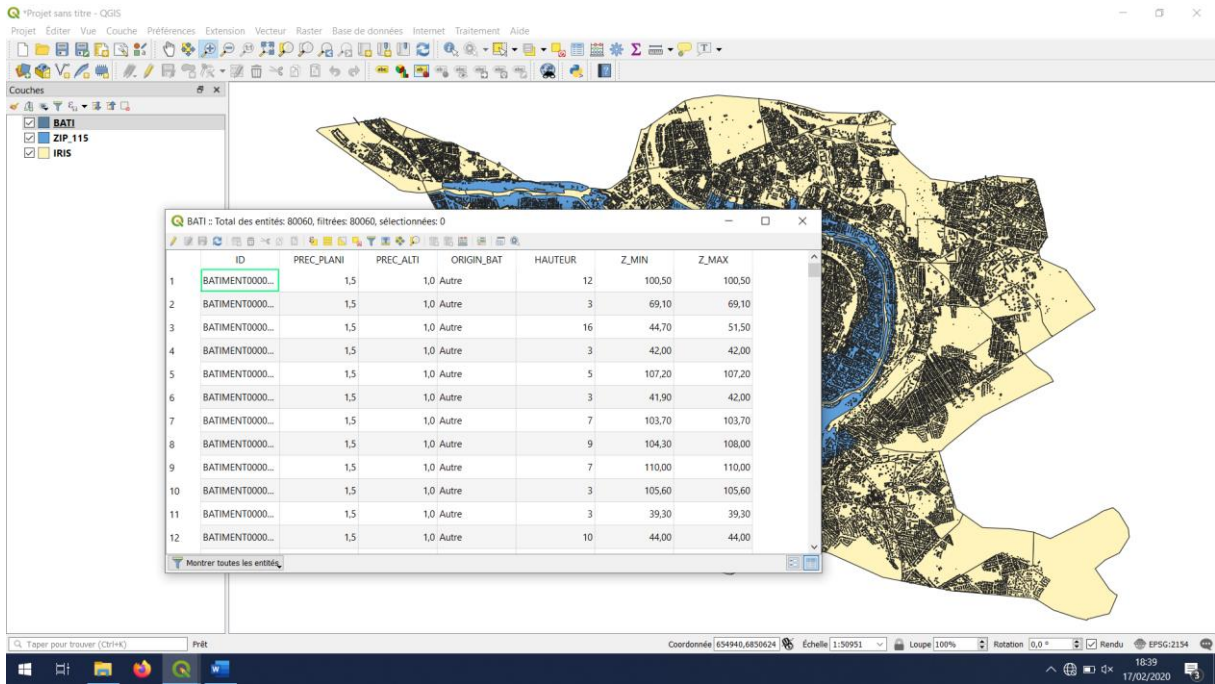 *Projet sans titre - QGIS
Projet Éditer Vue Couche Préférences Extension Vecteur Raster Base de données Internet Traitement Aide
Couches
BATI
ZIP_115
IRIS
BATI :: Total des entités: 80060, filtrées: 80060, sélectionnées: 0
ID PREC_PLANI PREC_ALTI ORIGIN_BAT HAUTEUR Z_MIN Z_MAX
1 BATIMENT0000... 1,5 1,0 Autre 12 100,50 100,50
2 BATIMENT0000... 1,5 1,0 Autre 3 69,10 69,10
3 BATIMENT0000... 1,5 1,0 Autre 16 44,70 51,50
4 BATIMENT0000... 1,5 1,0 Autre 3 42,00 42,00
5 BATIMENT0000... 1,5 1,0 Autre 5 107,20 107,20
6 BATIMENT0000... 1,5 1,0 Autre 3 41,90 42,00
7 BATIMENT0000... 1,5 1,0 Autre 7 103,70 103,70
8 BATIMENT0000... 1,5 1,0 Autre 9 104,30 108,00
9 BATIMENT0000... 1,5 1,0 Autre 7 110,00 110,00
10 BATIMENT0000... 1,5 1,0 Autre 3 105,60 105,60
11 BATIMENT0000... 1,5 1,0 Autre 3 39,30 39,30
12 BATIMENT0000... 1,5 1,0 Autre 10 44,00 44,00
Montrer toutes les entités
Taper pour trouver (Ctrl+K) Prêt Coordonnée 654940,6850624 Échelle 1:50951 Loupe 100% Rotation 0,0 ° Rendu EPSG:2154
18:39
17/02/2020